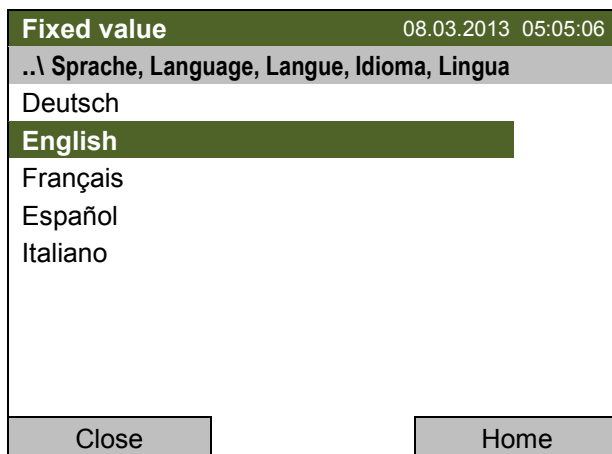 Fixed value 08.03.2013 05:05:06
..\ Sprache, Language, Langue, Idioma, Lingua
Deutsch
English
Français
Español
Italiano
Close Home